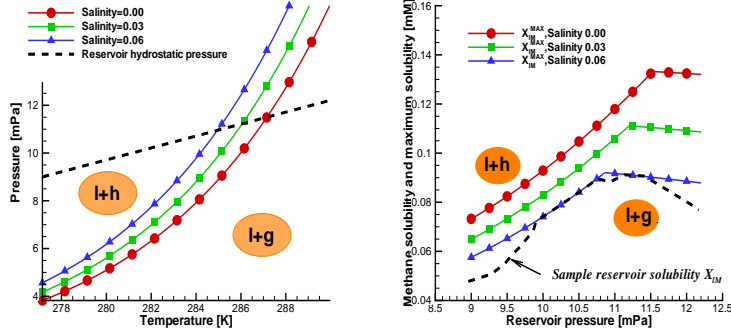 Salinity=0.00
Salinity=0.03
Salinity=0.06
Reservoir hydrostatic pressure
Pressure [mPa]
12
10
8
6
4
l+h
l+g
278
280
282
284
286
288
Temperature [K]
X_IM^MAX,Salinity 0.00
X_IM^MAX,Salinity 0.03
X_IM^MAX,Salinity 0.06
Methane solubility and maximum solubility [mM]
0.16
0.14
0.12
0.1
0.08
0.06
0.04
l+h
l+g
Sample reservoir solubility X_IM
8.5
9.0
9.5
10.0
10.5
11.0
11.5
12.0
12.5
Reservoir pressure [mPa]